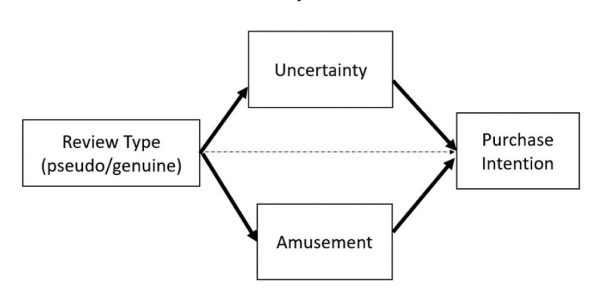 Uncertainty
Review Type
(pseudo/genuine)
Purchase
Intention
Amusement